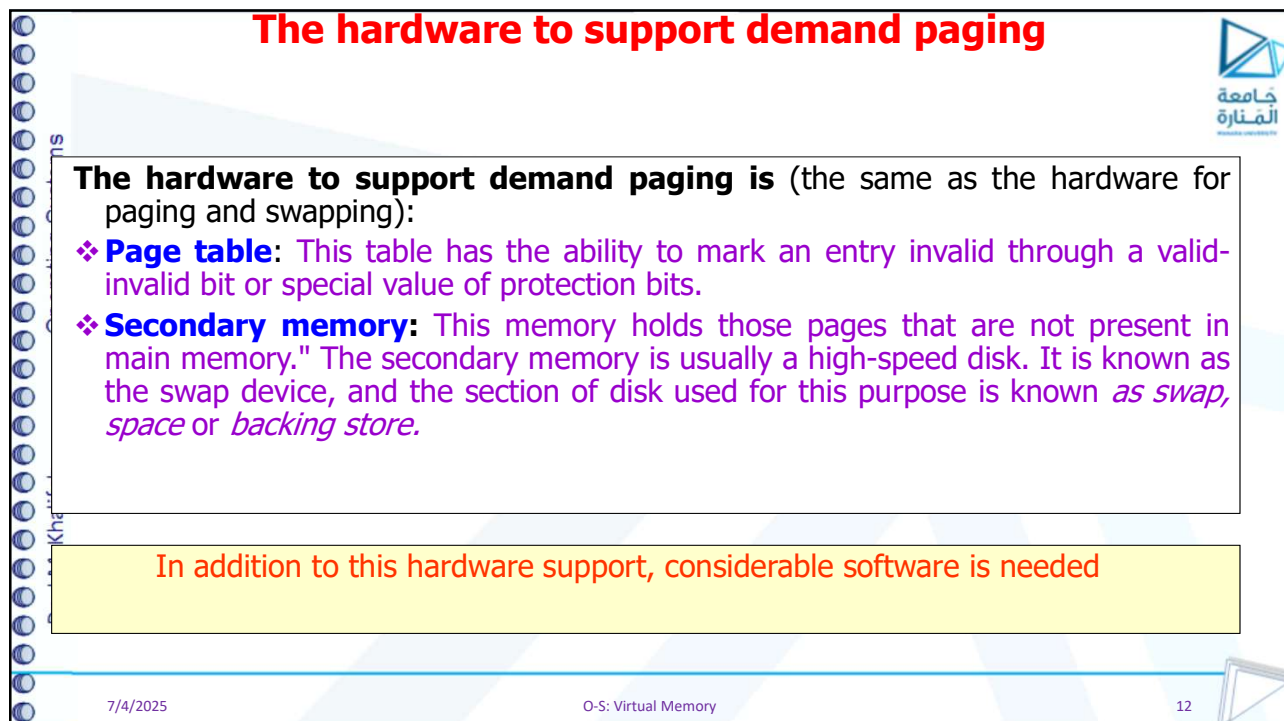 The hardware to support demand paging
جَامعة
المَنارة
The hardware to support demand paging is (the same as the hardware for
paging and swapping):
❖Page table: This table has the ability to mark an entry invalid through a valid-
invalid bit or special value of protection bits.
❖Secondary memory: This memory holds those pages that are not present in
main memory." The secondary memory is usually a high-speed disk. It is known as
the swap device, and the section of disk used for this purpose is known as swap,
space or backing store.
In addition to this hardware support, considerable software is needed
7/4/2025
O-S: Virtual Memory
12